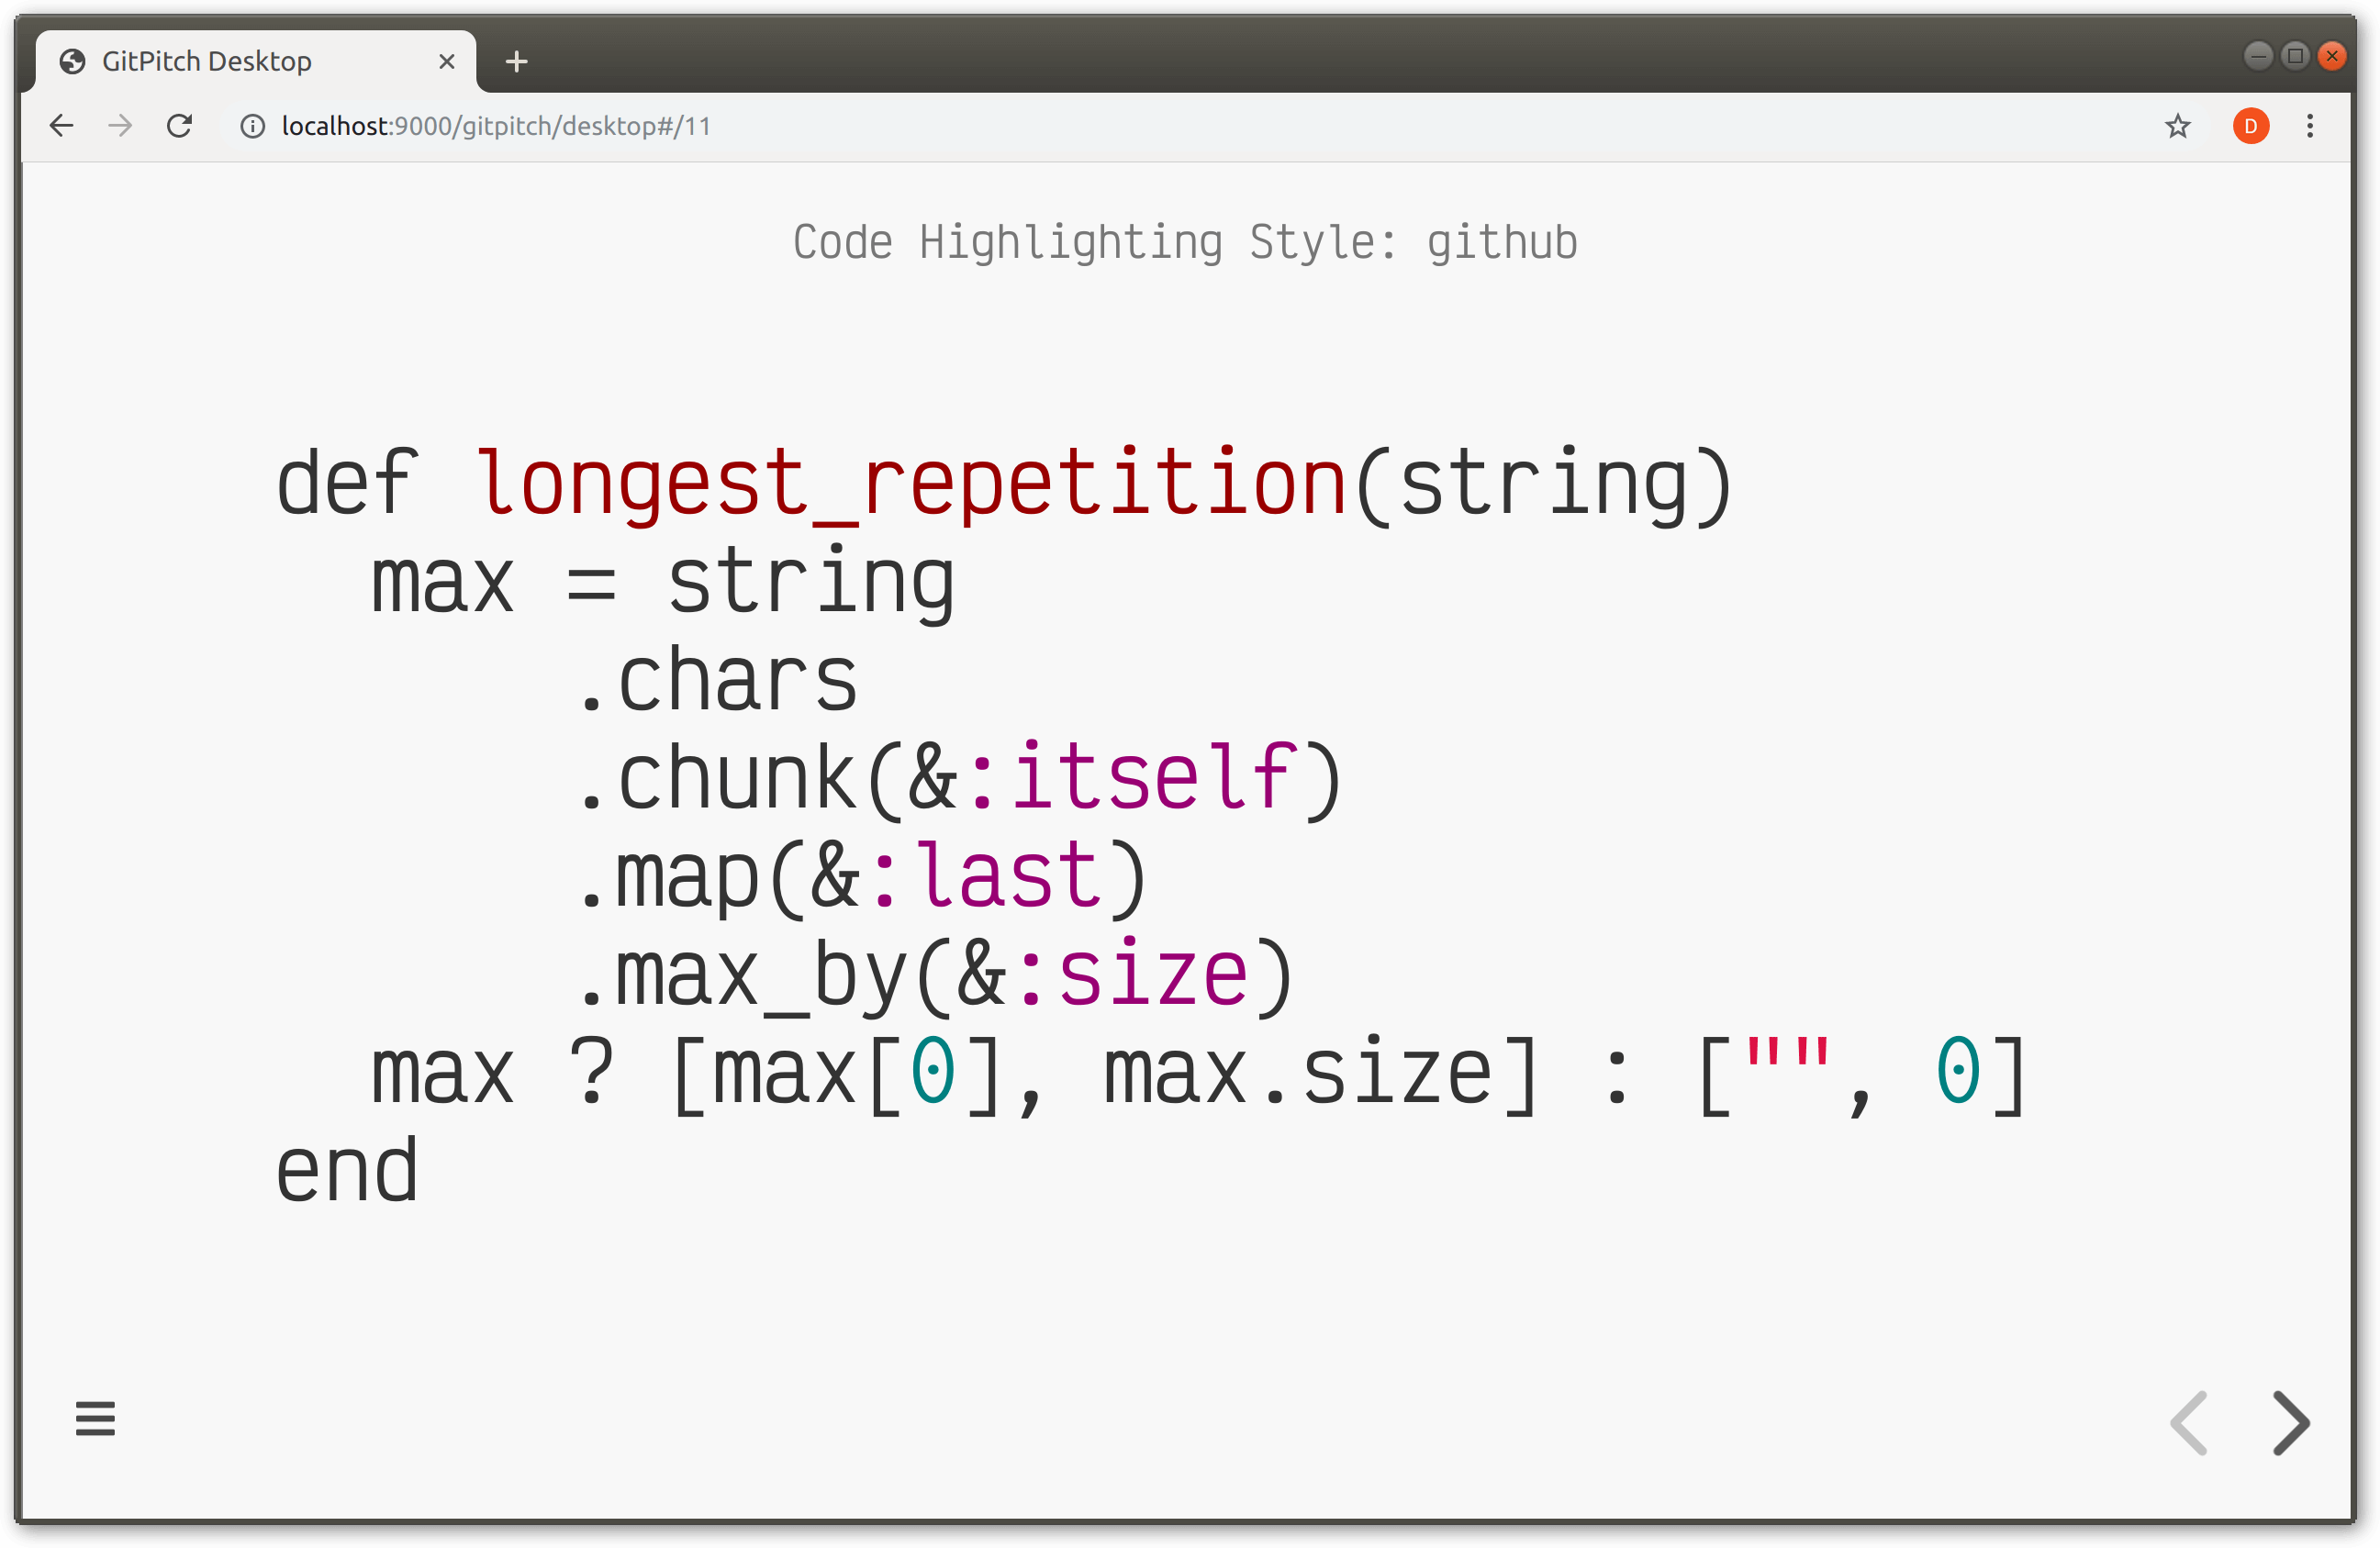 GitPitch Desktop
localhost:9000/gitpitch/desktop#/11
D
Code Highlighting Style: github
def longest_repetition(string)
  max = string
      .chars
      .chunk(&:itself)
      .map(&:last)
      .max_by(&:size)
  max ? [max[0], max.size] : ["", 0]
end